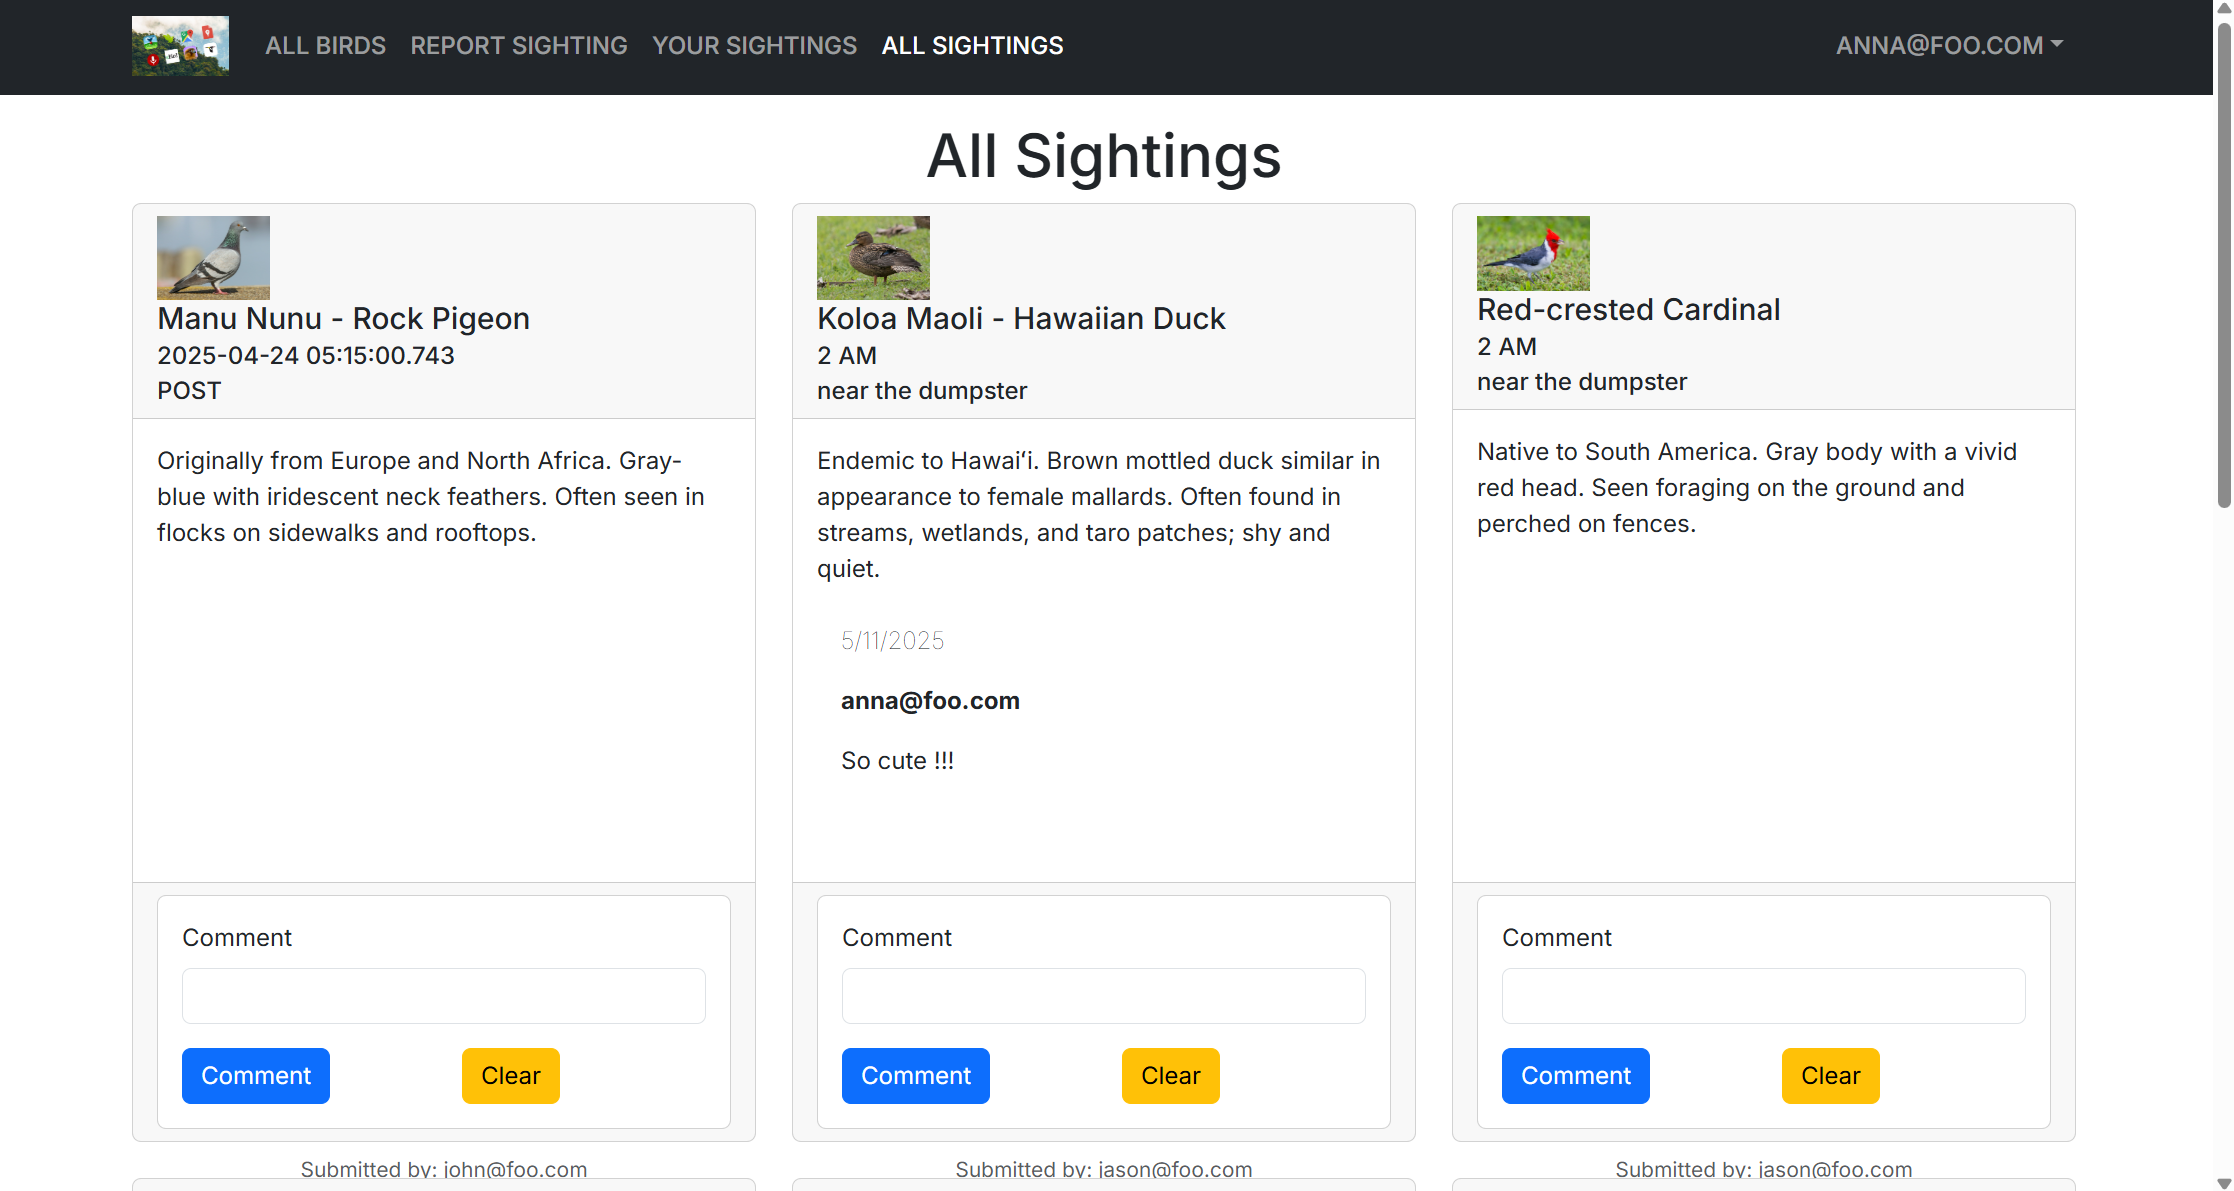 ALL BIRDS REPORT SIGHTING YOUR SIGHTINGS ALL SIGHTINGS ANNA@FOO.COM
All Sightings
Manu Nunu - Rock Pigeon
2025-04-24 05:15:00.743
POST
Originally from Europe and North Africa. Gray-
blue with iridescent neck feathers. Often seen in
flocks on sidewalks and rooftops.
Comment
Comment Clear
Submitted by: john@foo.com
Koloa Maoli - Hawaiian Duck
2 AM
near the dumpster
Endemic to Hawaiʻi. Brown mottled duck similar in
appearance to female mallards. Often found in
streams, wetlands, and taro patches; shy and
quiet.
5/11/2025
anna@foo.com
So cute !!!
Comment
Comment Clear
Submitted by: jason@foo.com
Red-crested Cardinal
2 AM
near the dumpster
Native to South America. Gray body with a vivid
red head. Seen foraging on the ground and
perched on fences.
Comment
Comment Clear
Submitted by: jason@foo.com